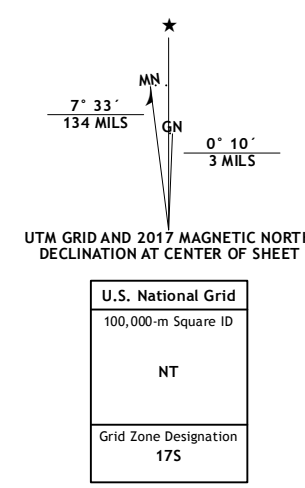 MN
7° 33´
134 MILS
GN
0° 10´
3 MILS
UTM GRID AND 2017 MAGNETIC NORTH
DECLINATION AT CENTER OF SHEET
U.S. National Grid
100,000-m Square ID
NT
Grid Zone Designation
17S